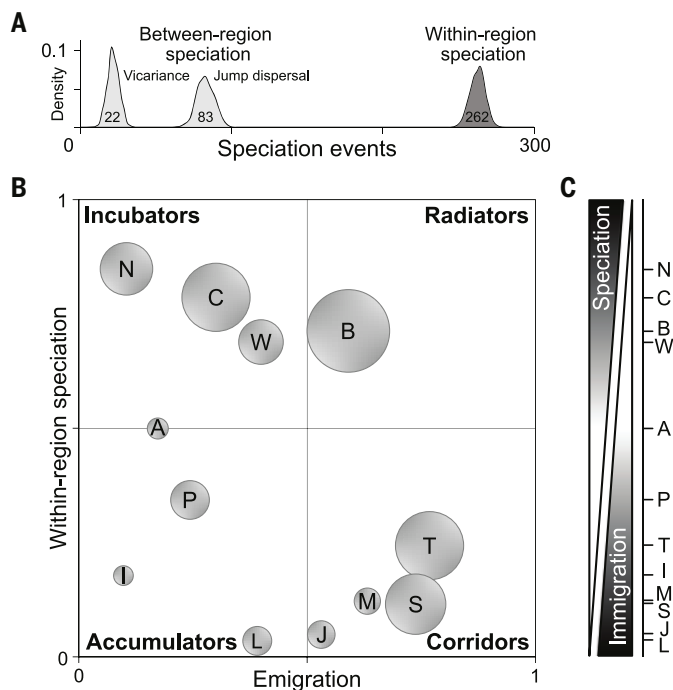 A
Between-region
speciation
Within-region
speciation
Vicariance
Jump dispersal
0.1
Density
22
83
262
0
300
Speciation events
B
C
1
Incubators
Radiators
N
C
W
B
A
P
I
T
M
S
J
L
Within-region speciation
Accumulators
Corridors
0
0
1
Emigration
Speciation
Immigration
N
C
B
W
A
P
T
I
M
S
J
L